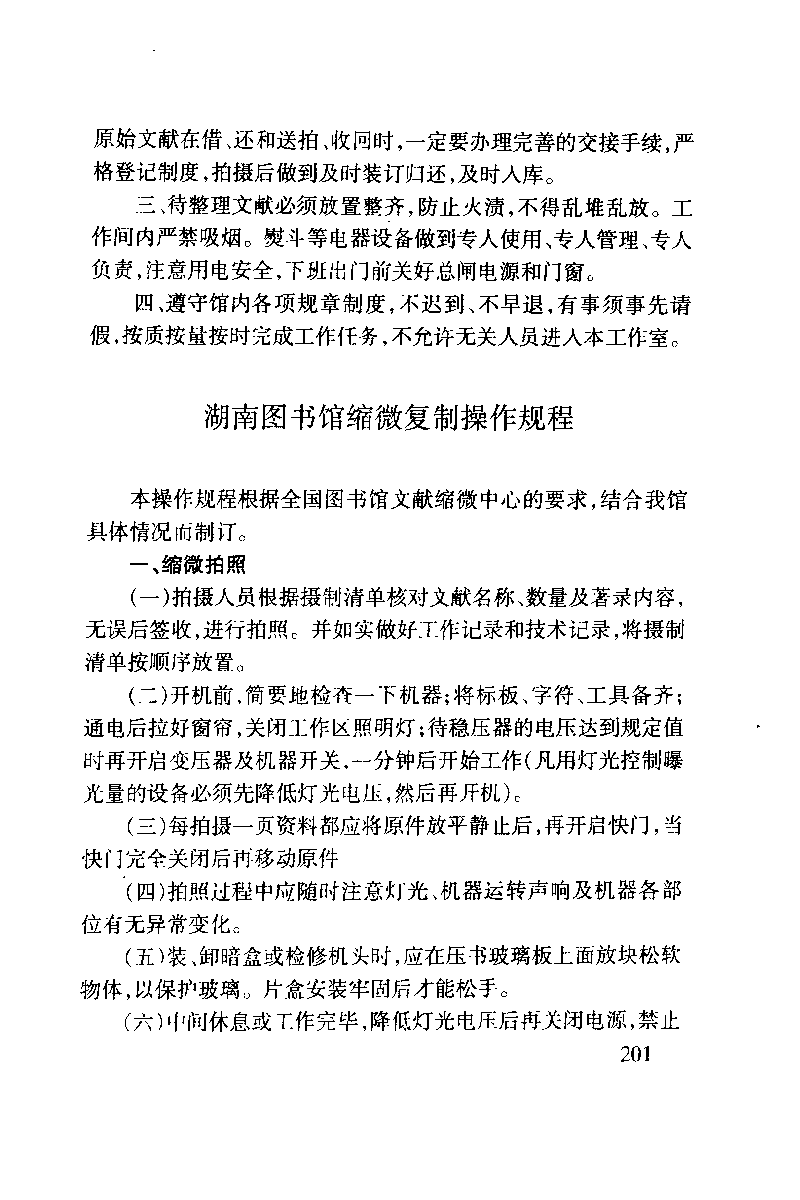 原始文献在借、还和送拍、收回时,一定要办理完善的交接手续,严
格登记制度,拍摄后做到及时装订归还,及时入库。
三、待整理文献必须放置整齐,防止火渍,不得乱堆乱放。工
作间内严禁吸烟。熨斗等电器设备做到专人使用、专人管理、专人
负责,注意用电安全,下班出门前关好总闸电源和门窗。
四、遵守馆内各项规章制度,不迟到、不早退,有事须事先请
假,按质按量按时完成工作任务,不允许无关人员进入本工作室。
湖南图书馆缩微复制操作规程
本操作规程根据全国图书馆文献缩微中心的要求,结合我馆
具体情况而制订。
一、缩微拍照
(一)拍摄人员根据摄制清单核对文献名称、数量及著录内容,
无误后签收,进行拍照。并如实做好工作记录和技术记录,将摄制
清单按顺序放置。
(二)开机前,简要地检查一下机器;将标板、字符、工具备齐;
通电后拉好窗帘,关闭工作区照明灯;待稳压器的电压达到规定值
时再开启变压器及机器开关,一分钟后开始工作(凡用灯光控制曝
光量的设备必须先降低灯光电压,然后再开机)。
(三)每拍摄一页资料都应将原件放平静止后,再开启快门,当
快门完全关闭后再移动原件
(四)拍照过程中应随时注意灯光、机器运转声响及机器各部
位有无异常变化。
(五)装、卸暗盒或检修机头时,应在压书玻璃板上面放块松软
物体,以保护玻璃。片盒安装牢固后才能松手。
(六)中间休息或工作完毕,降低灯光电压后再关闭电源,禁止
201